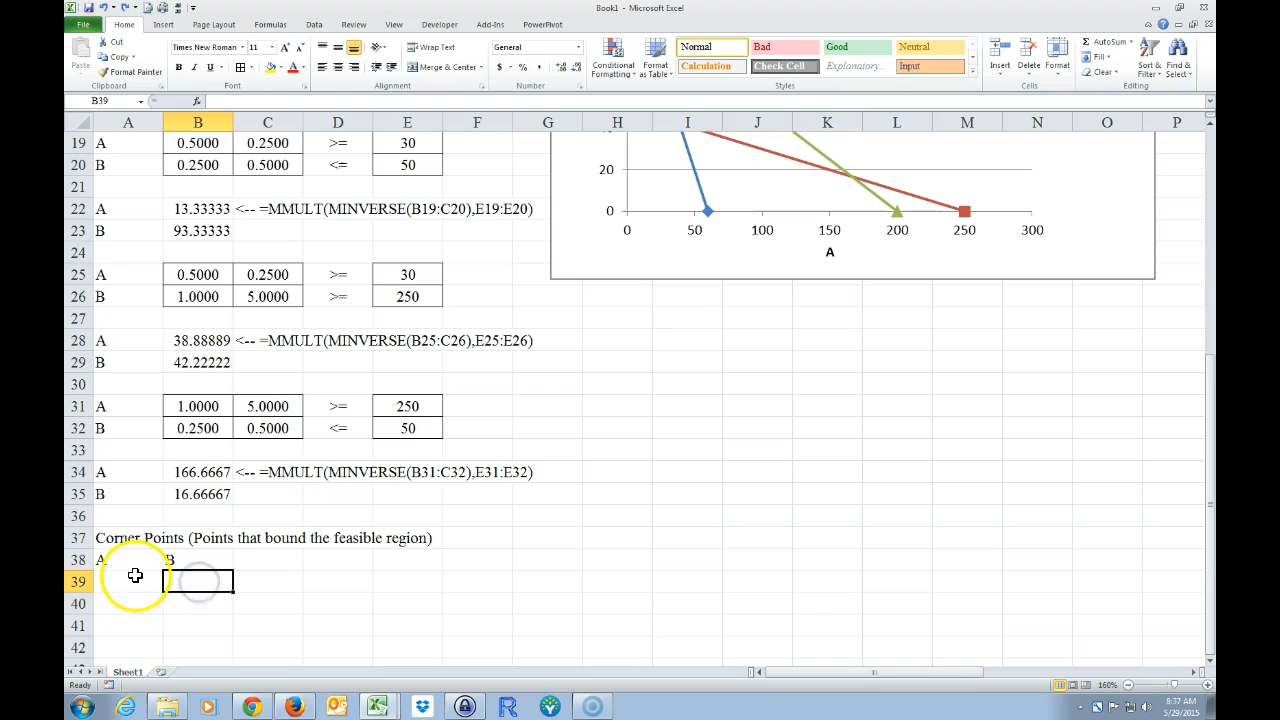 Book1 - Microsoft Excel
File Home Insert Page Layout Formulas Data Review View Developer Add-Ins PowerPivot
Cut
Copy
Format Painter
Paste
Clipboard
Times New Roman 11
B I U
Font
Wrap Text
Merge & Center
Alignment
General
$ % ,
Number
Conditional Formatting
Format as Table
Normal Bad Good Neutral
Calculation Check Cell Explanatory... Input
Styles
Insert Delete Format
Cells
AutoSum
Fill
Clear
Sort & Filter
Find & Select
Editing
B39 fx
A B C D E F G H I J K L M N O P
19 A 0.5000 0.2500 >= 30
20 B 0.2500 0.5000 <= 50
21
22 A 13.33333 <-- =MMULT(MINVERSE(B19:C20),E19:E20)
23 B 93.33333
24
25 A 0.5000 0.2500 >= 30
26 B 1.0000 5.0000 >= 250
27
28 A 38.88889 <-- =MMULT(MINVERSE(B25:C26),E25:E26)
29 B 42.22222
30
31 A 1.0000 5.0000 >= 250
32 B 0.2500 0.5000 <= 50
33
34 A 166.6667 <-- =MMULT(MINVERSE(B31:C32),E31:E32)
35 B 16.66667
36
37 Corner Points (Points that bound the feasible region)
38 A B
39
40
41
42
20
0
0 50 100 150 200 250 300
A
Sheet1
Ready
160%
8:37 AM
5/29/2015